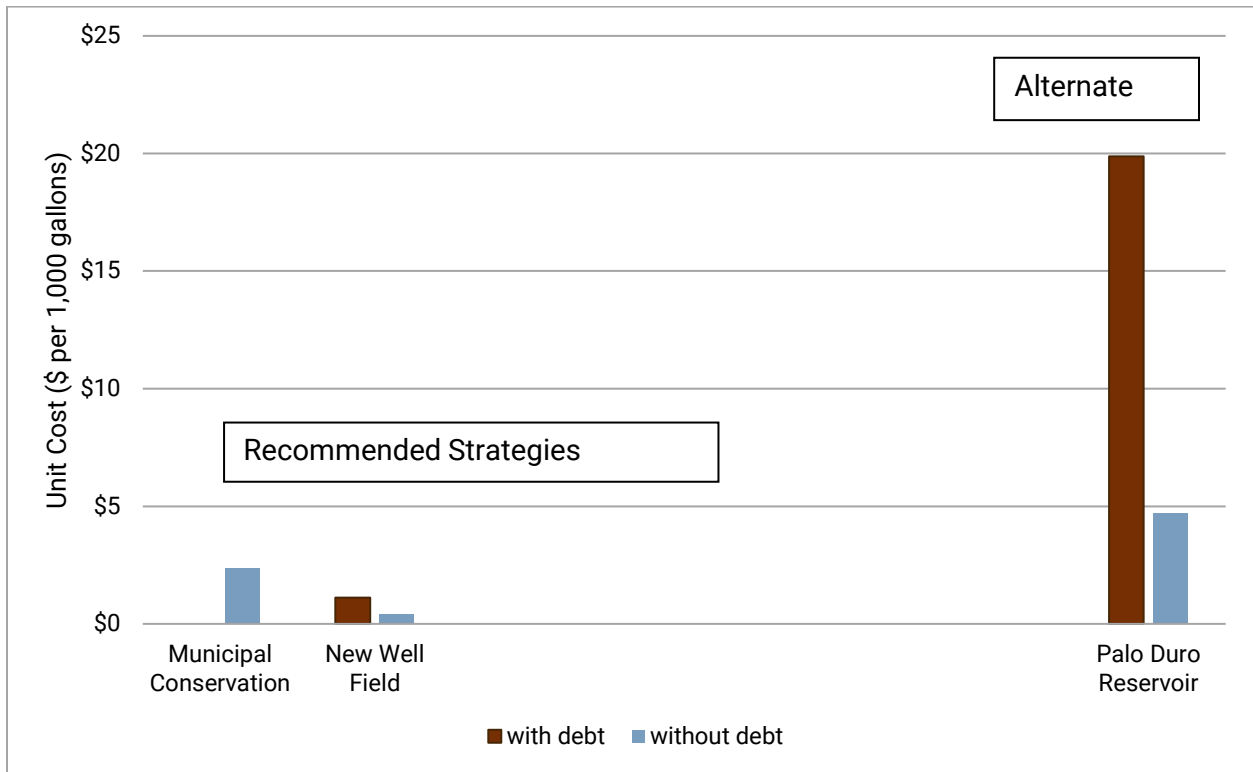 Unit Cost ($ per 1,000 gallons)
$25
$20
$15
$10
$5
$0
Alternate
Recommended Strategies
Municipal
Conservation
New Well
Field
Palo Duro
Reservoir
with debt
without debt